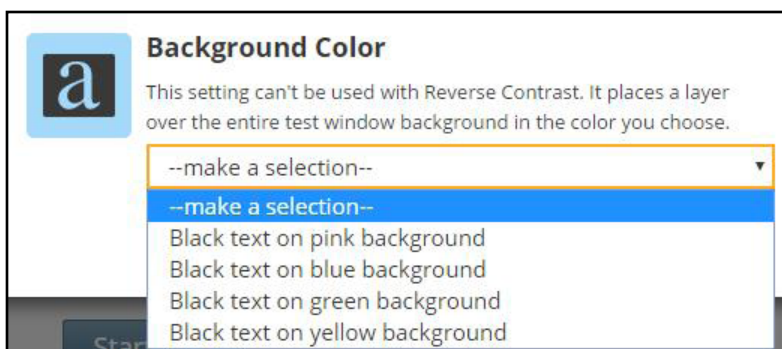 a
Background Color
This setting can't be used with Reverse Contrast. It places a layer
over the entire test window background in the color you choose.
--make a selection--
--make a selection--
Black text on pink background
Black text on blue background
Black text on green background
Black text on yellow background